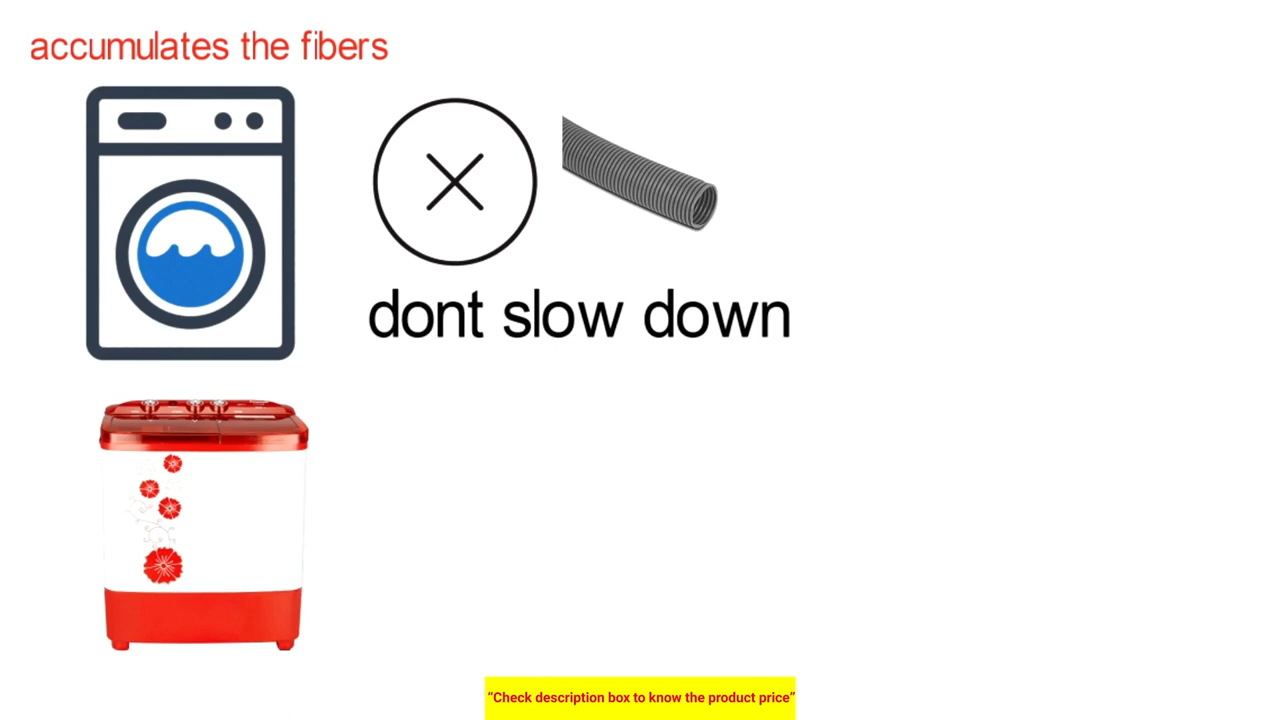 accumulates the fibers
dont slow down
"Check description box to know the product price"